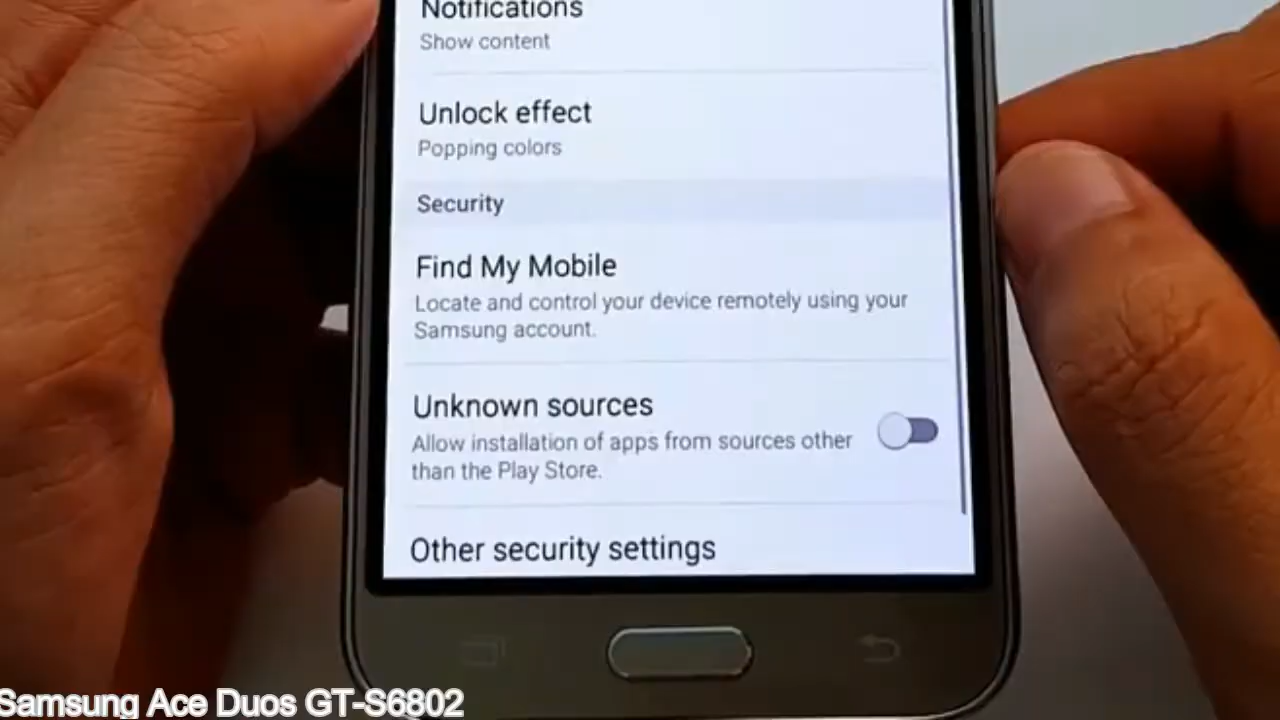 Notifications
Show content
Unlock effect
Popping colors
Security
Find My Mobile
Locate and control your device remotely using your
Samsung account.
Unknown sources
Allow installation of apps from sources other
than the Play Store.
Other security settings
Samsung Ace Duos GT-S6802